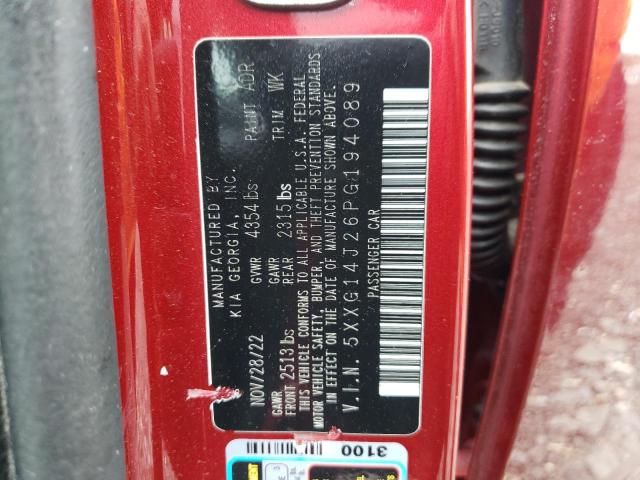 MANUFACTURED BY
KIA GEORGIA, INC.
NOV/28/22 GVWR 4354lbs PAINT ADR
GAWR GAWR
FRONT 2513lbs REAR 2315lbs TRIM WK
THIS VEHICLE CONFORMS TO ALL APPLICABLE U.S.A. FEDERAL
MOTOR VEHICLE SAFETY, BUMPER, AND THEFT PREVENTION STANDARDS
IN EFFECT ON THE DATE OF MANUFACTURE SHOWN ABOVE.
V.I.N. 5XXG14J26PG194089
PASSENGER CAR
3100